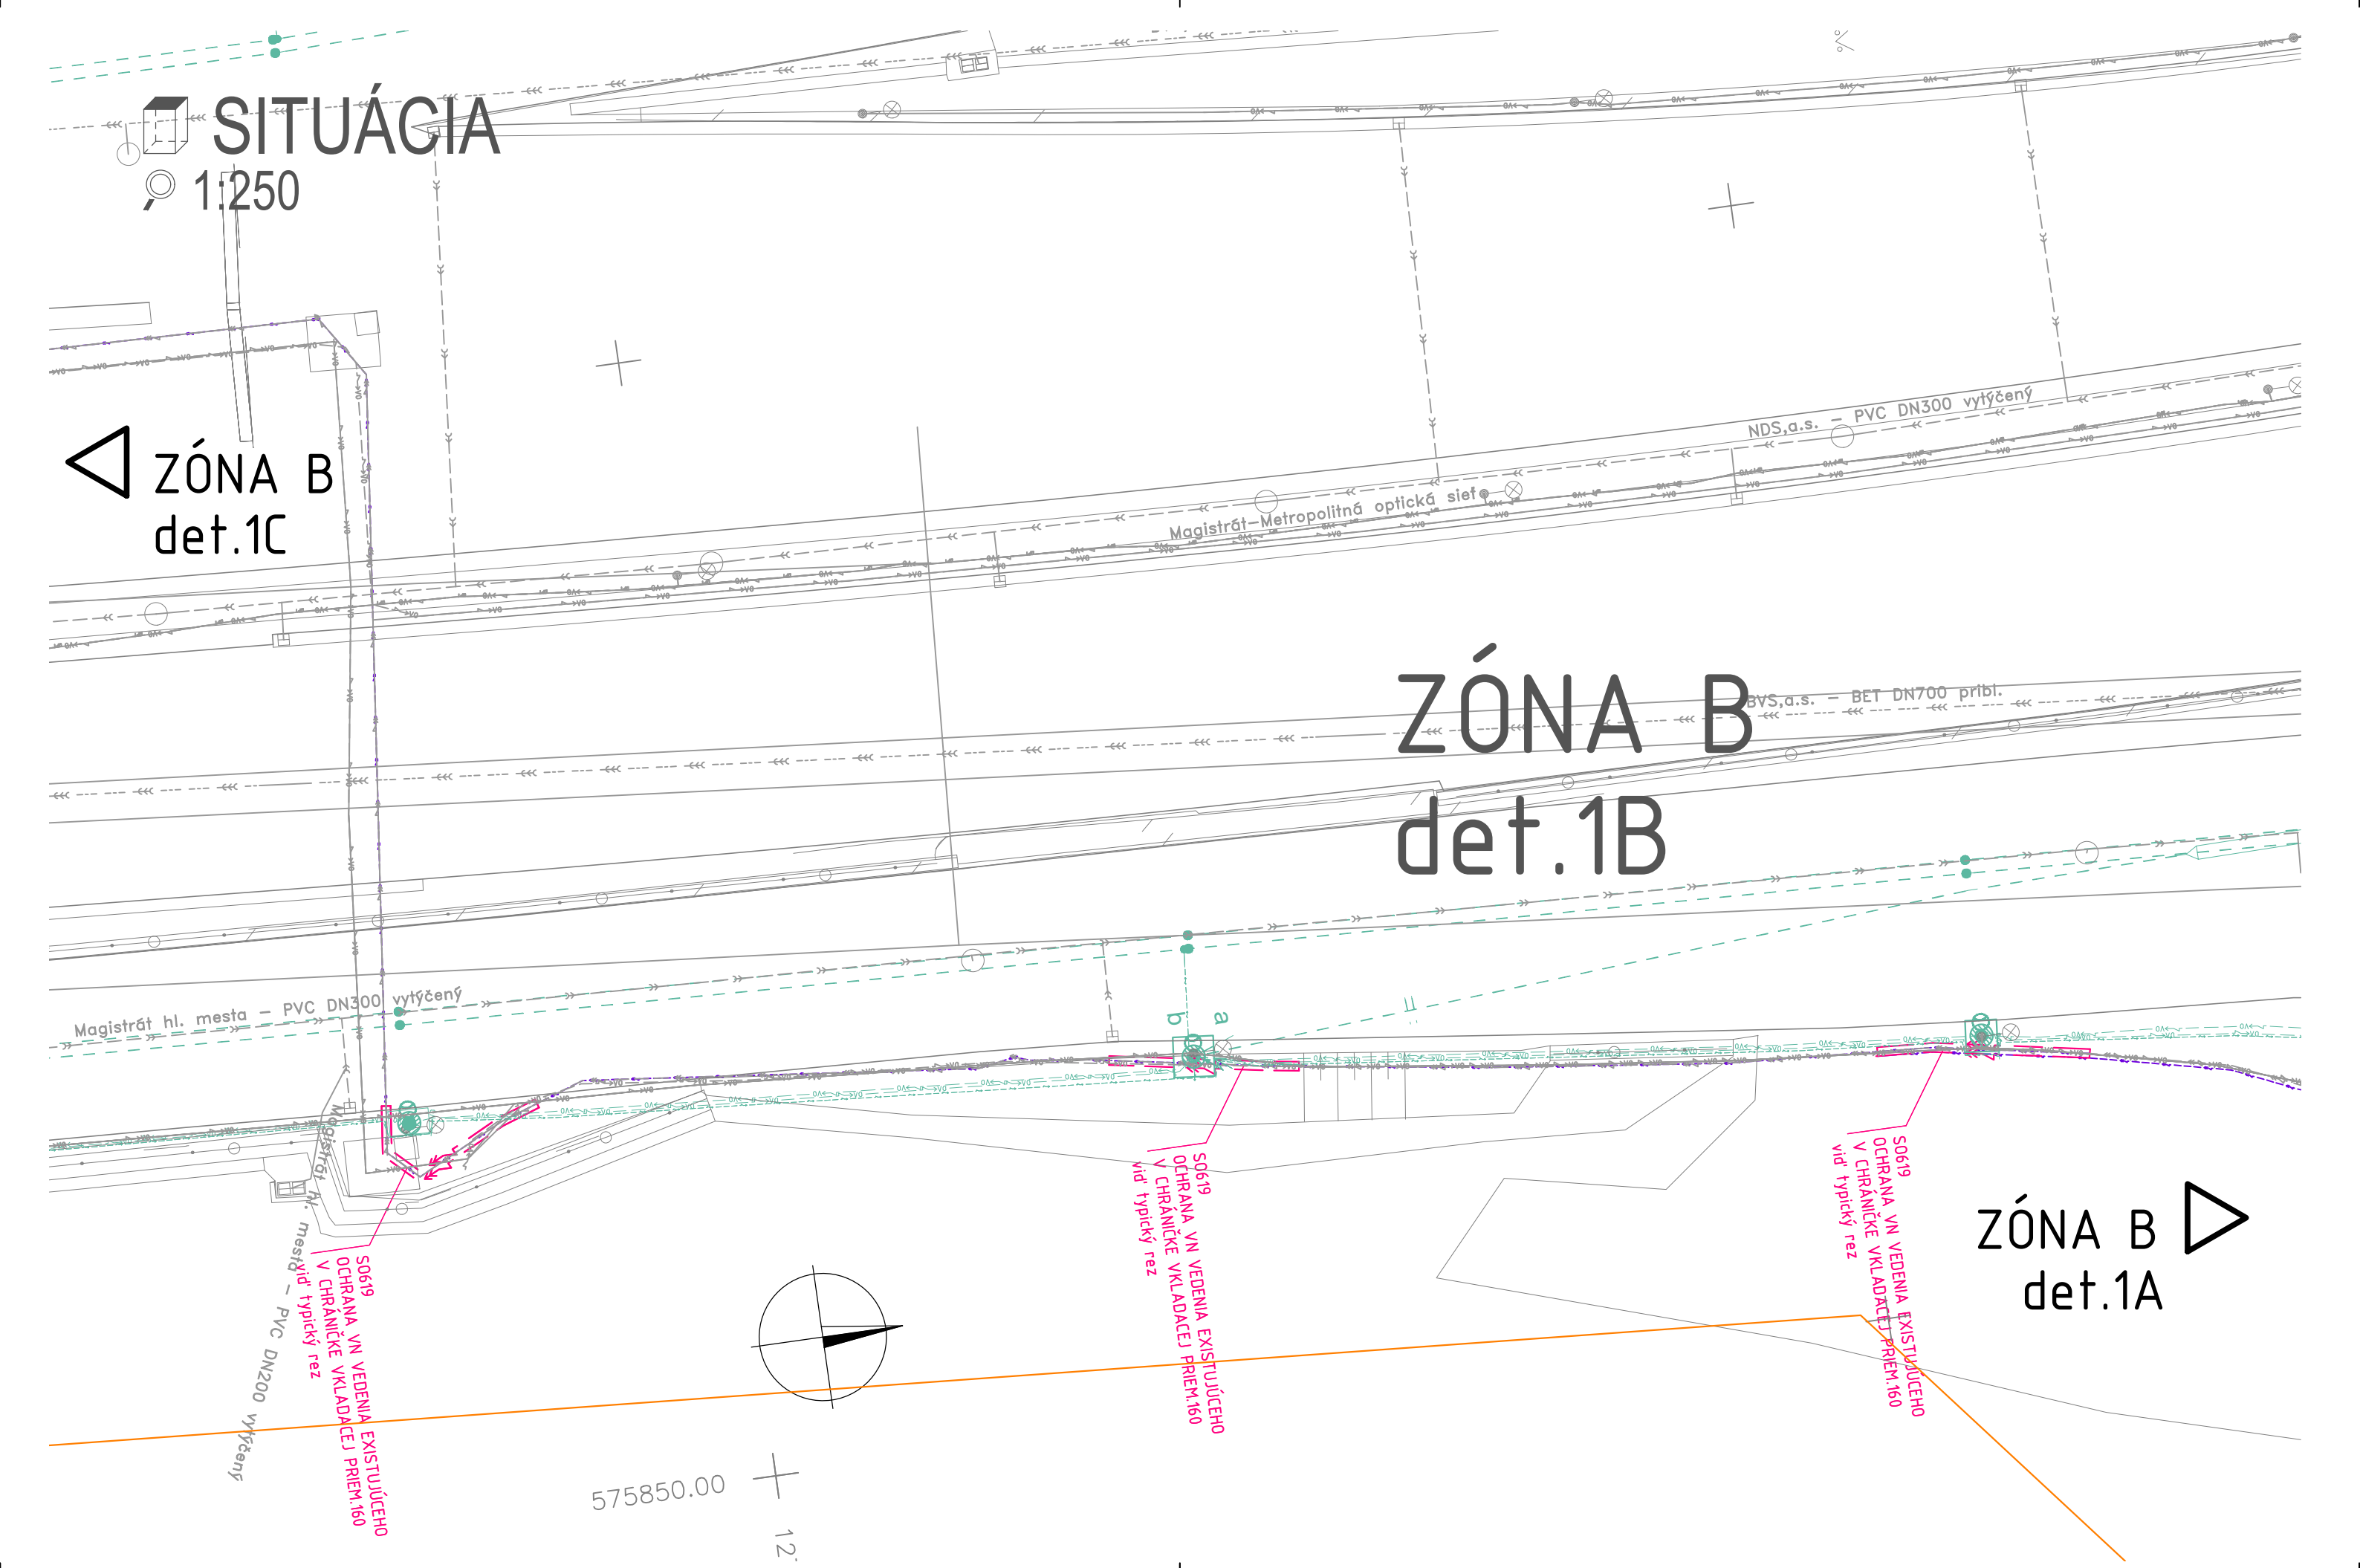 SITUÁCIA
1:250
NDS,a.s. – PVC DN300 vytýčený
ZÓNA B
det.1C
Magistrát–Metropolitná optická sieť
ZÓNA B
det.1B
BVS,a.s. – BET DN700 pribl.
Magistrát hl. mesta – PVC DN300 vytýčený
a
b
Magistrát hl. mesta – PVC DN200 vytýčený
SO619
OCHRANA VN VEDENIA EXISTUJÚCEHO
V CHRÁNIČKE VKLADACEJ PRIEM.160
viď typický rez
SO619
OCHRANA VN VEDENIA EXISTUJÚCEHO
V CHRÁNIČKE VKLADACEJ PRIEM.160
viď typický rez
SO619
OCHRANA VN VEDENIA EXISTUJÚCEHO
V CHRÁNIČKE VKLADACEJ PRIEM.160
viď typický rez
ZÓNA B
det.1A
575850.00